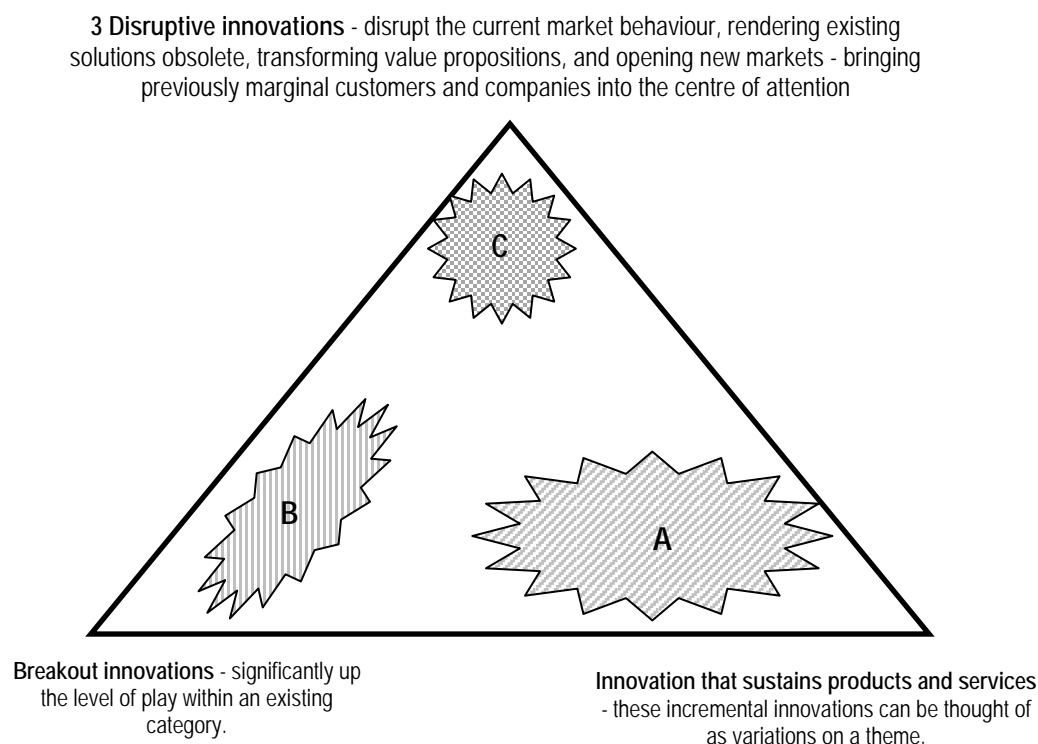 3 Disruptive innovations - disrupt the current market behaviour, rendering existing
solutions obsolete, transforming value propositions, and opening new markets - bringing
previously marginal customers and companies into the centre of attention
C
B
A
Breakout innovations - significantly up
the level of play within an existing
category.
Innovation that sustains products and services
- these incremental innovations can be thought of
as variations on a theme.